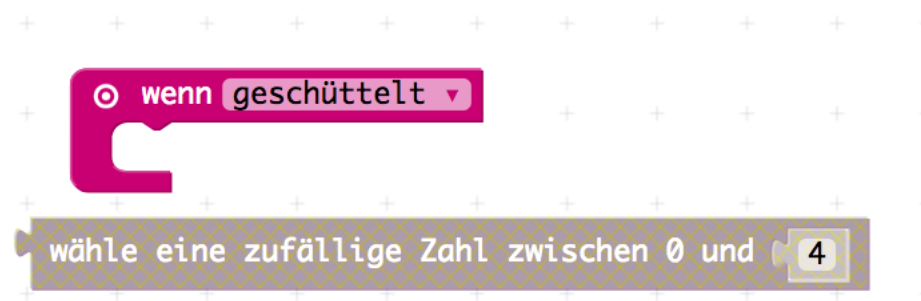 wenn geschüttelt
wähle eine zufällige Zahl zwischen 0 und 4